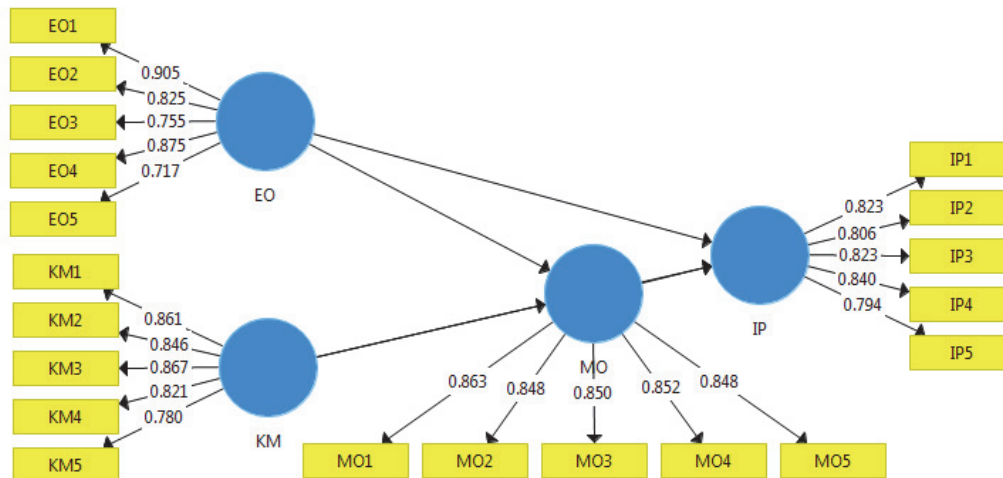 EO1
EO2
EO3
EO4
EO5
0.905
0.825
0.755
0.875
0.717
EO
KM1
KM2
KM3
KM4
KM5
0.861
0.846
0.867
0.821
0.780
KM
MO
0.863
0.848
0.850
0.852
0.848
MO1
MO2
MO3
MO4
MO5
IP
0.823
0.806
0.823
0.840
0.794
IP1
IP2
IP3
IP4
IP5